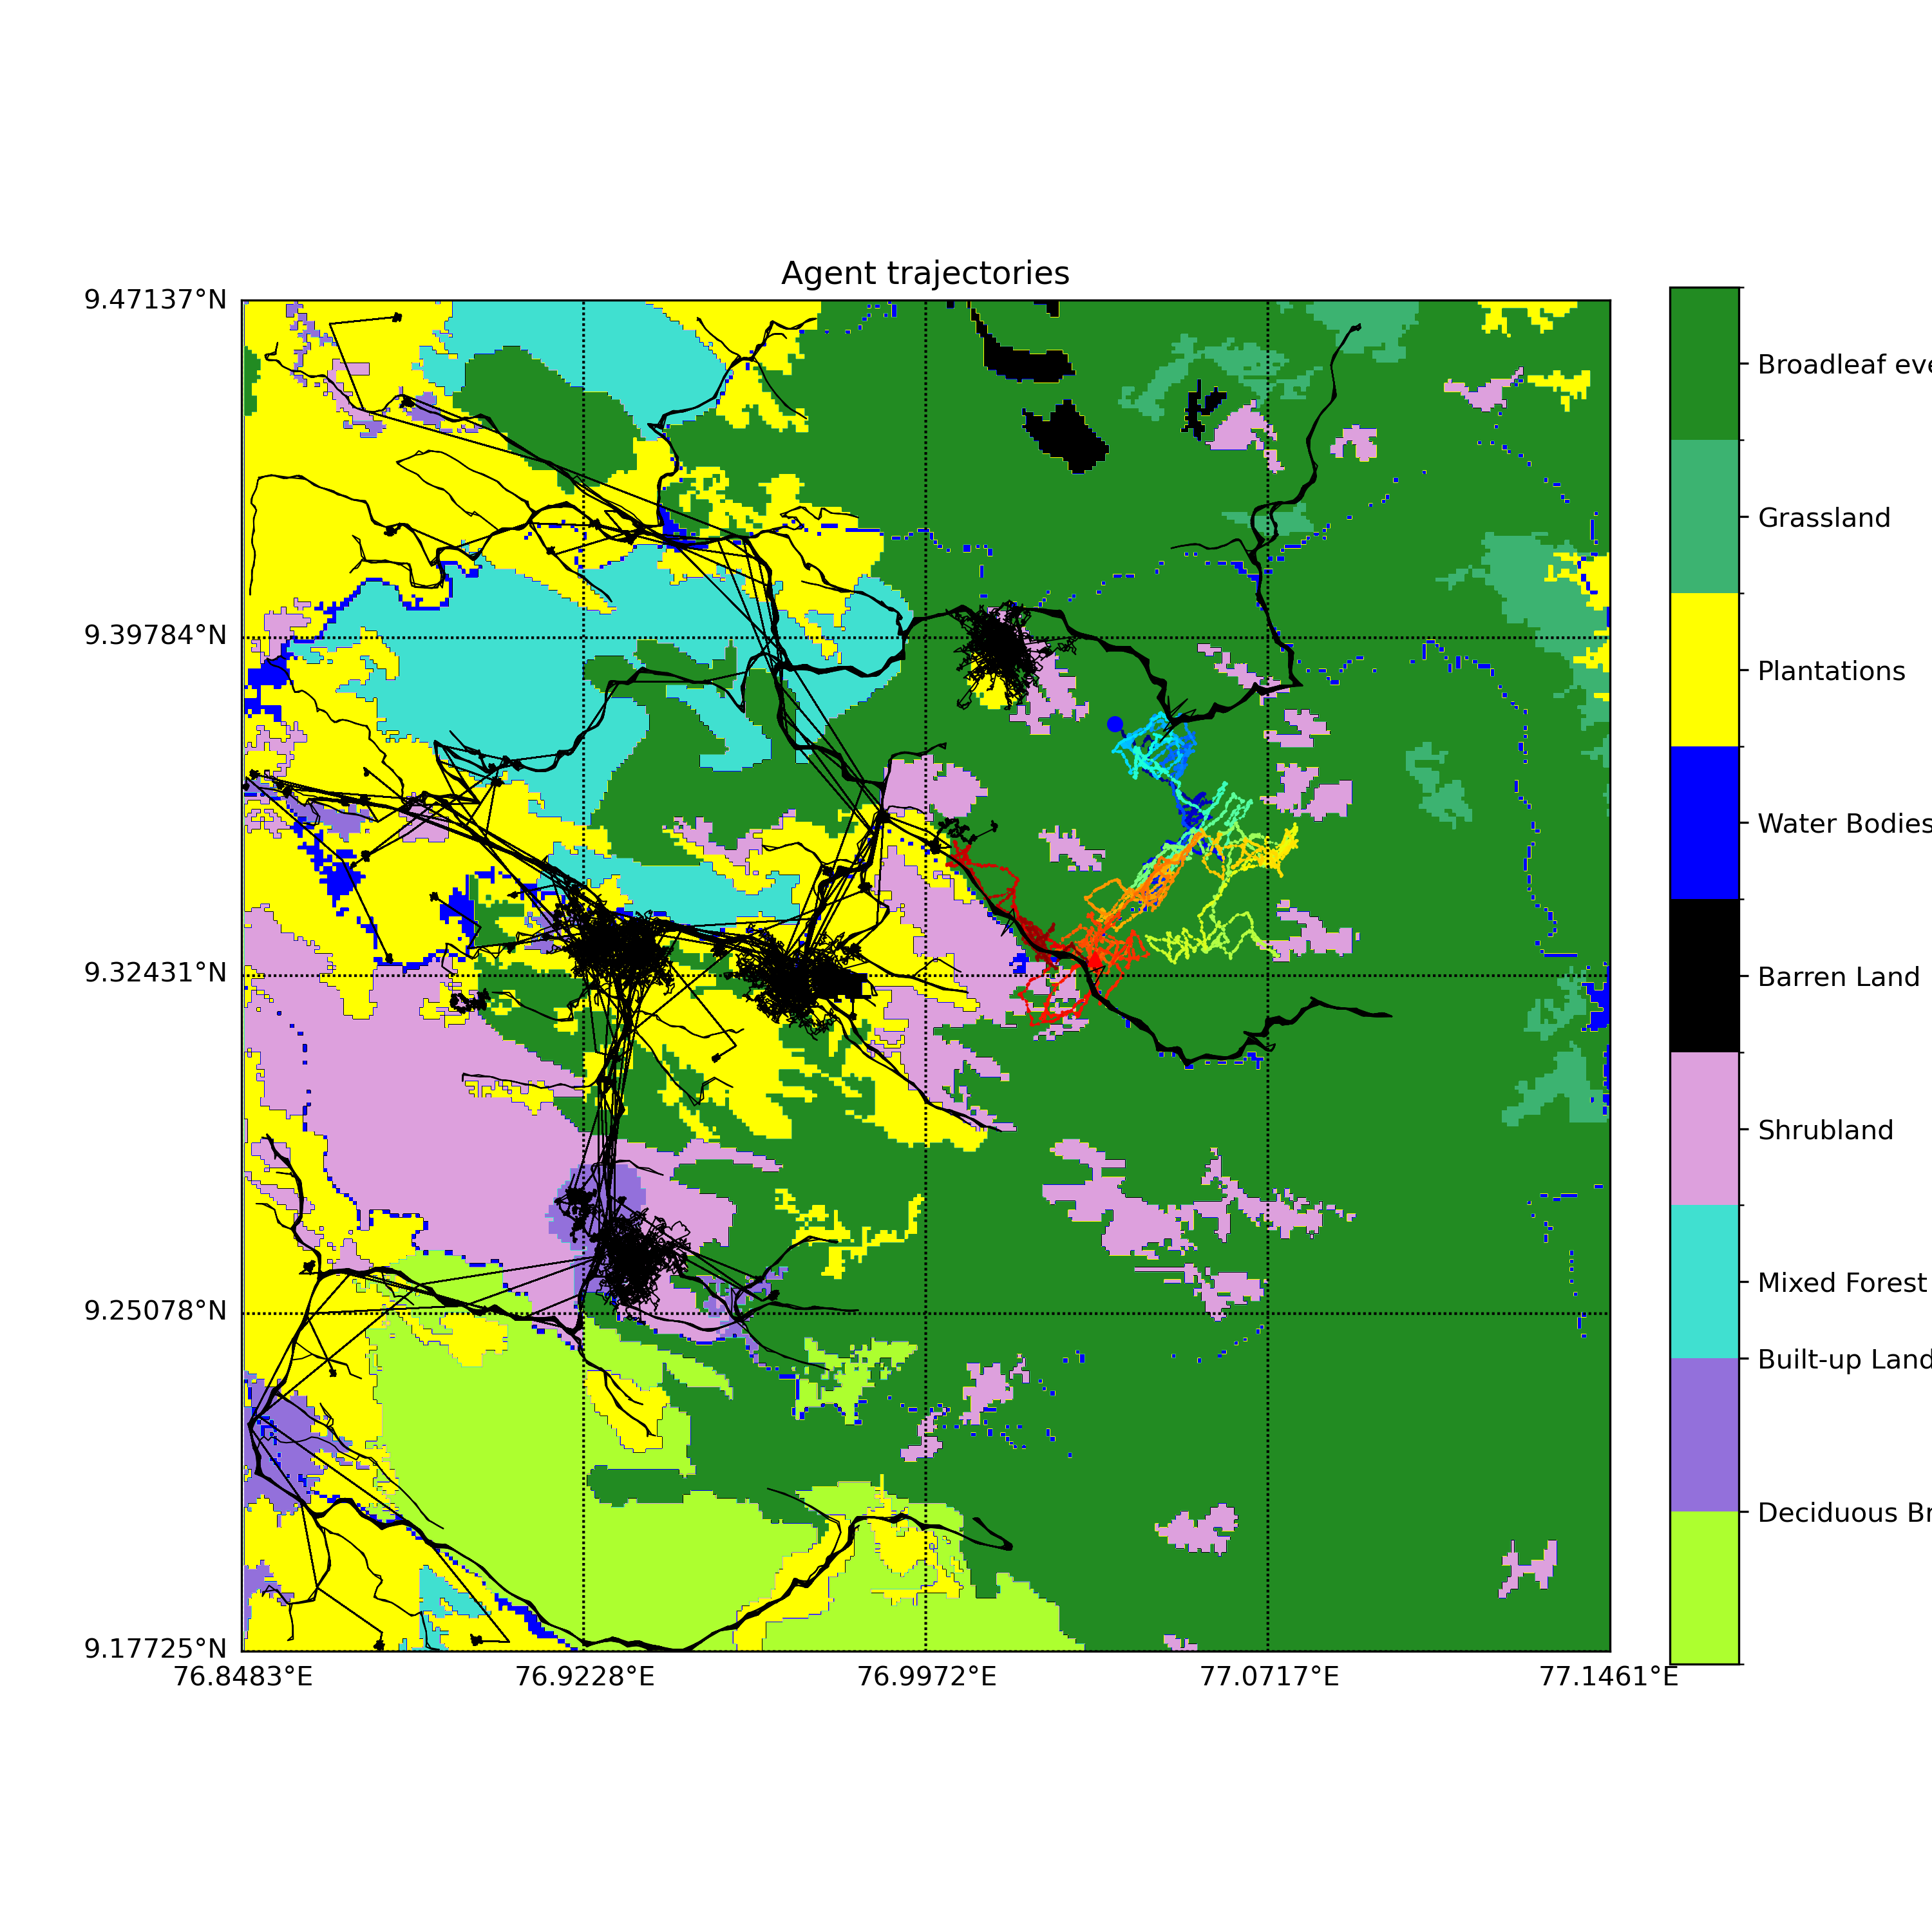 Agent trajectories
9.47137°N
9.39784°N
9.32431°N
9.25078°N
9.17725°N
76.8483°E
76.9228°E
76.9972°E
77.0717°E
77.1461°E
Broadleaf eve
Grassland
Plantations
Water Bodies
Barren Land
Shrubland
Mixed Forest
Built-up Land
Deciduous Br